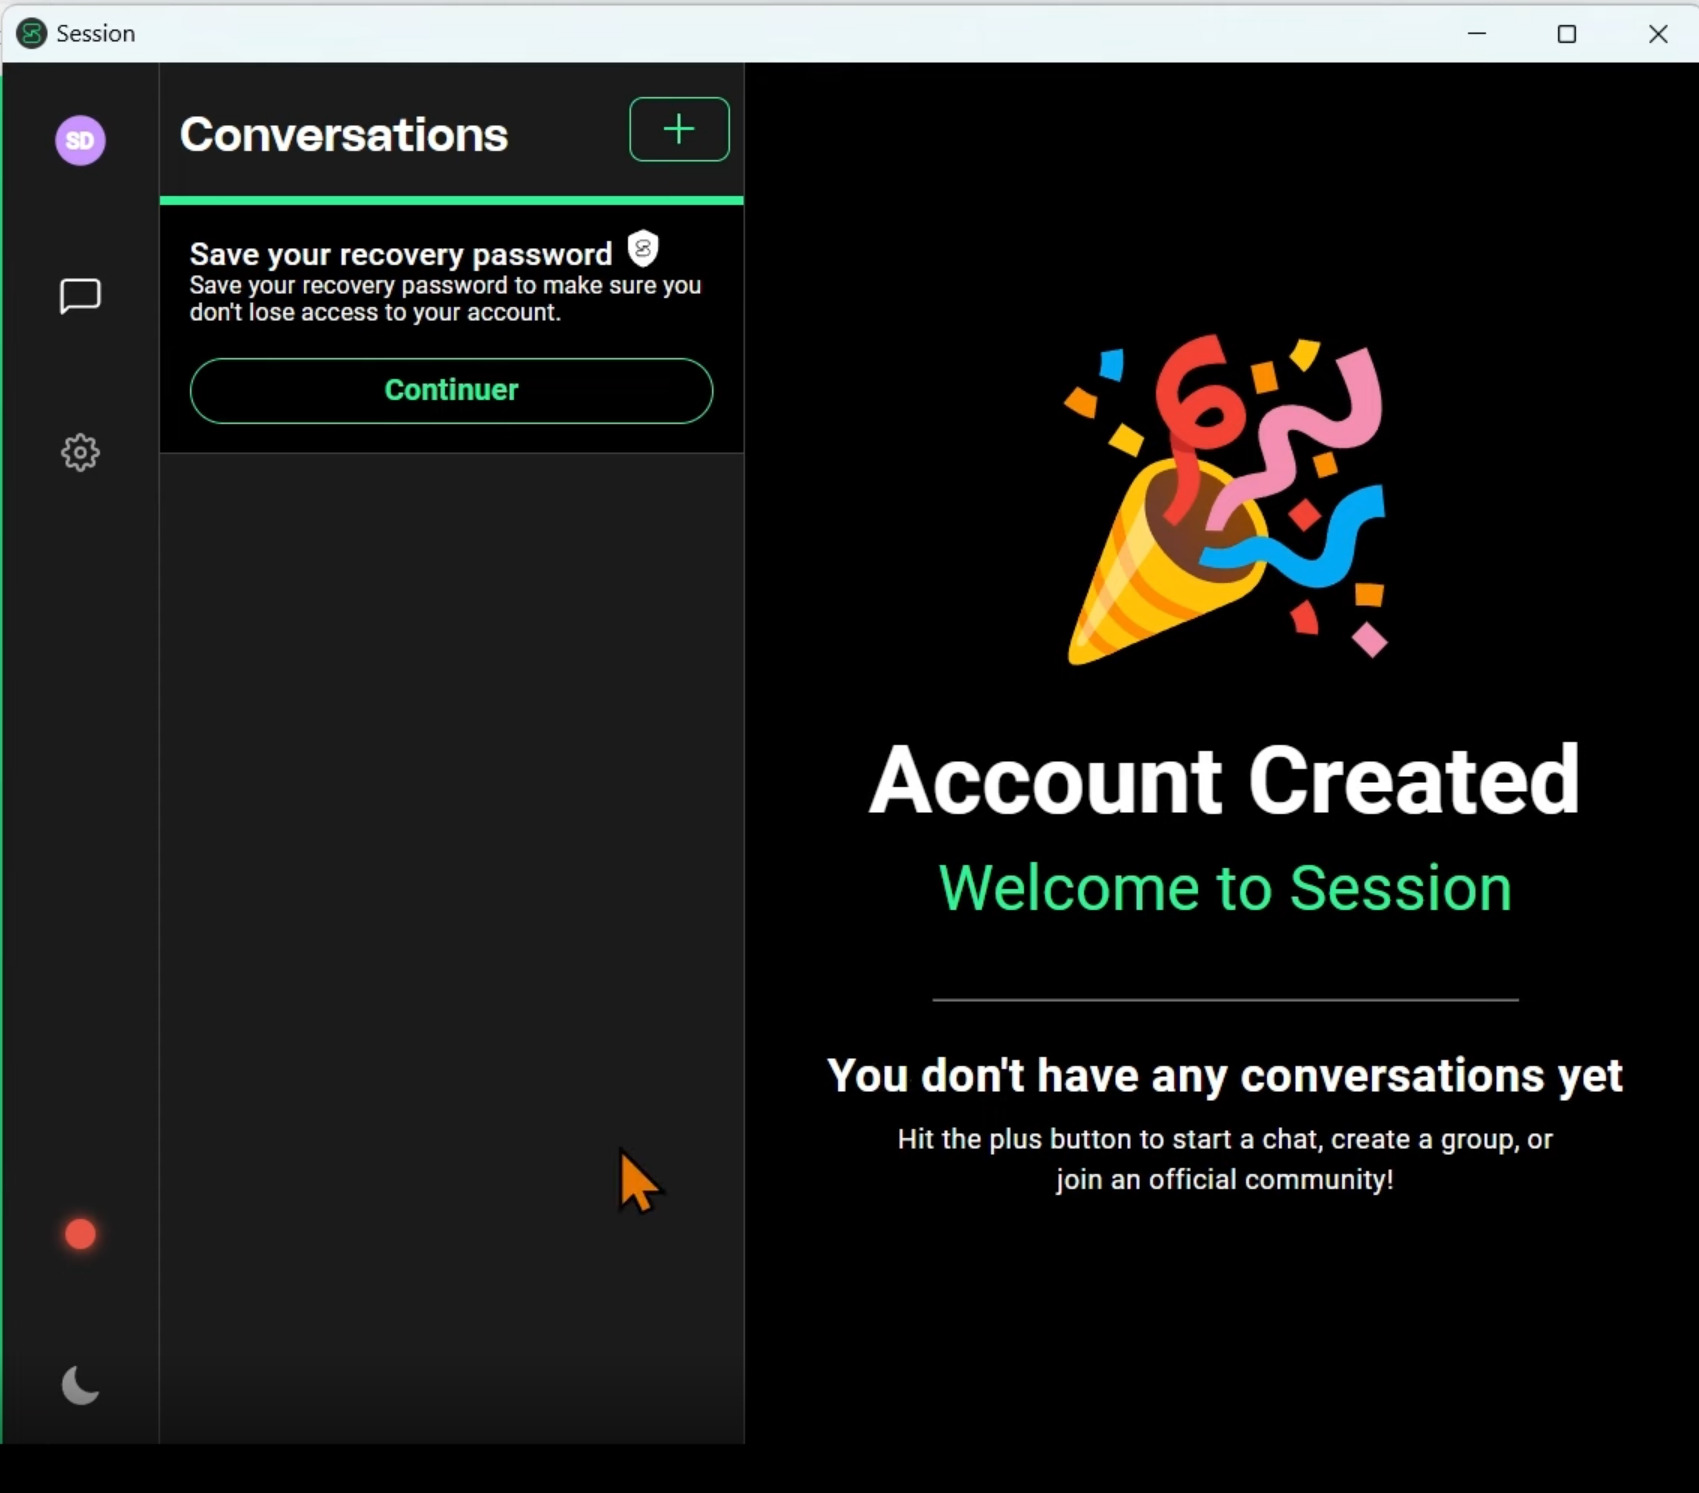 Session
SD
Conversations
Save your recovery password
Save your recovery password to make sure you
don't lose access to your account.
Continuer
Account Created
Welcome to Session
You don't have any conversations yet
Hit the plus button to start a chat, create a group, or
join an official community!